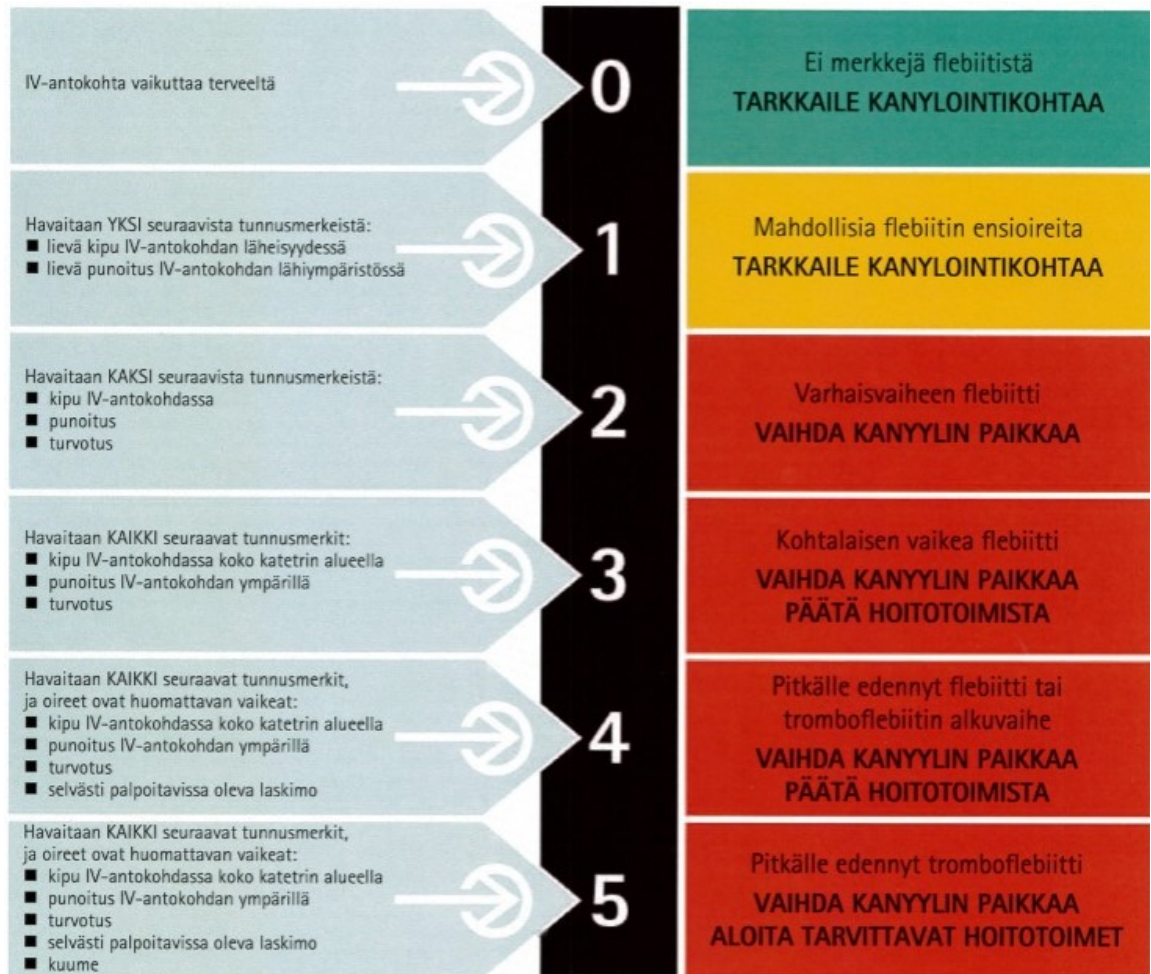 IV-antokohta vaikuttaa terveeltä
0
Ei merkkejä flebiitistä
TARKKAILE KANYLOINTIKOHTAA
Havaitaan YKSI seuraavista tunnusmerkeistä:
■ lievä kipu IV-antokohdan läheisyydessä
■ lievä punoitus IV-antokohdan lähiympäristössä
1
Mahdollisia flebiitin ensioireita
TARKKAILE KANYLOINTIKOHTAA
Havaitaan KAKSI seuraavista tunnusmerkeistä:
■ kipu IV-antokohdassa
■ punoitus
■ turvotus
2
Varhaisvaiheen flebiitti
VAIHDA KANYYLIN PAIKKAA
Havaitaan KAIKKI seuraavat tunnusmerkit:
■ kipu IV-antokohdassa koko katetrin alueella
■ punoitus IV-antokohdan ympärillä
■ turvotus
3
Kohtalaisen vaikea flebiitti
VAIHDA KANYYLIN PAIKKAA
PÄÄTÄ HOITOTOIMISTA
Havaitaan KAIKKI seuraavat tunnusmerkit,
ja oireet ovat huomattavan vaikeat:
■ kipu IV-antokohdassa koko katetrin alueella
■ punoitus IV-antokohdan ympärillä
■ turvotus
■ selvästi palpoitavissa oleva laskimo
4
Pitkälle edennyt flebiitti tai
tromboflebiitin alkuvaihe
VAIHDA KANYYLIN PAIKKAA
PÄÄTÄ HOITOTOIMISTA
Havaitaan KAIKKI seuraavat tunnusmerkit,
ja oireet ovat huomattavan vaikeat:
■ kipu IV-antokohdassa koko katetrin alueella
■ punoitus IV-antokohdan ympärillä
■ turvotus
■ selvästi palpoitavissa oleva laskimo
■ kuume
5
Pitkälle edennyt tromboflebiitti
VAIHDA KANYYLIN PAIKKAA
ALOITA TARVITTAVAT HOITOTOIMET